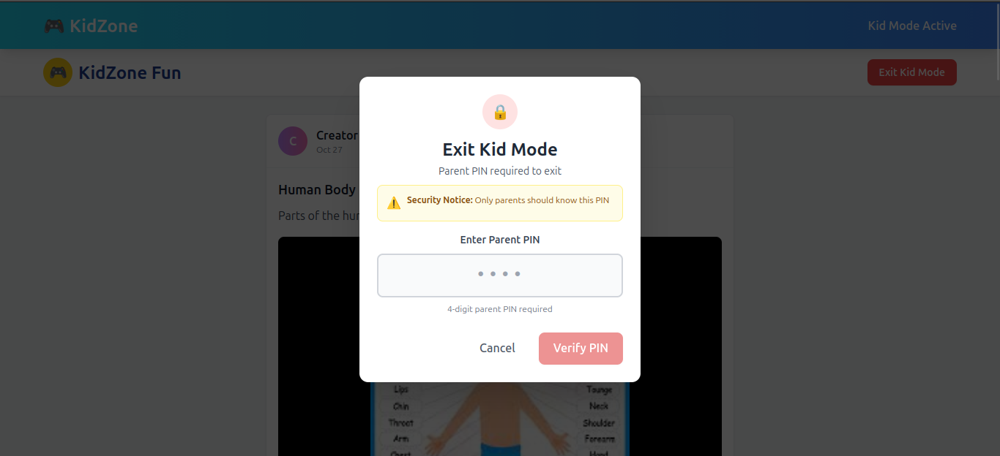 🎮 KidZone
Kid Mode Active
🎮 KidZone Fun
Exit Kid Mode
C
Creator
Oct 27
🔒
Exit Kid Mode
Parent PIN required to exit
⚠️ Security Notice: Only parents should know this PIN
Enter Parent PIN
• • • •
4-digit parent PIN required
Cancel
Verify PIN
Human Body
Parts of the hu
Lips
Chin
Throat
Arm
Chest
Tounge
Neck
Shoulder
Forearm
Hand